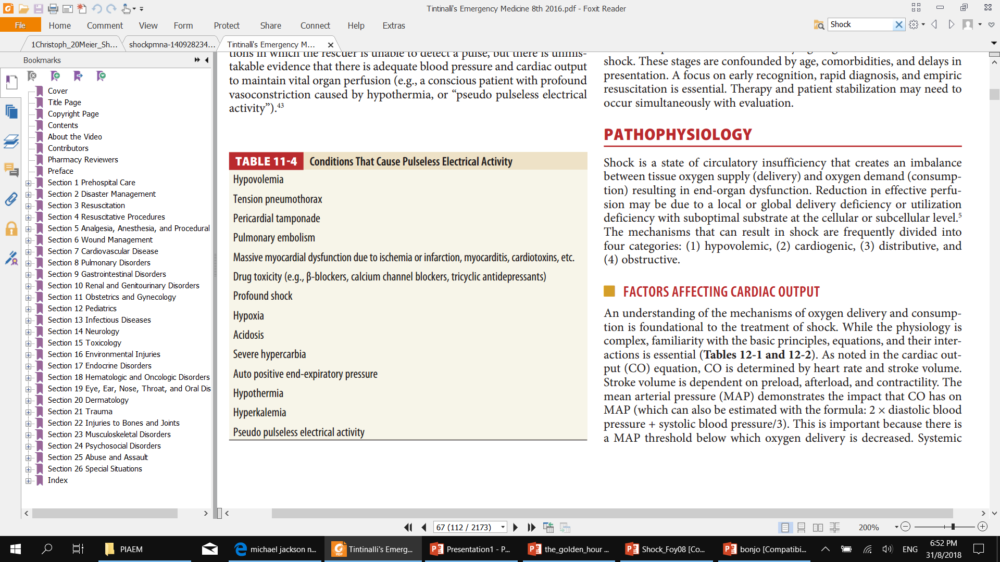 Tintinalli's Emergency Medicine 8th 2016.pdf - Foxit Reader
File Home Comment View Form Protect Share Connect Help Extras
Shock
1Christoph_20Meier_Sh...
shockpmna-140928234...
Tintinalli's Emergency M...
Bookmarks
Cover
Title Page
Copyright Page
Contents
About the Video
Contributors
Pharmacy Reviewers
Preface
Section 1 Prehospital Care
Section 2 Disaster Management
Section 3 Resuscitation
Section 4 Resuscitative Procedures
Section 5 Analgesia, Anesthesia, and Procedural
Section 6 Wound Management
Section 7 Cardiovascular Disease
Section 8 Pulmonary Disorders
Section 9 Gastrointestinal Disorders
Section 10 Renal and Genitourinary Disorders
Section 11 Obstetrics and Gynecology
Section 12 Pediatrics
Section 13 Infectious Diseases
Section 14 Neurology
Section 15 Toxicology
Section 16 Environmental Injuries
Section 17 Endocrine Disorders
Section 18 Hematologic and Oncologic Disorders
Section 19 Eye, Ear, Nose, Throat, and Oral Dis
Section 20 Dermatology
Section 21 Trauma
Section 22 Injuries to Bones and Joints
Section 23 Musculoskeletal Disorders
Section 24 Psychosocial Disorders
Section 25 Abuse and Assault
Section 26 Special Situations
Index
tions in which the rescuer is unable to detect a pulse, but there is unmis-
takable evidence that there is adequate blood pressure and cardiac output
to maintain vital organ perfusion (e.g., a conscious patient with profound
vasoconstriction caused by hypothermia, or “pseudo pulseless electrical
activity”).43
TABLE 11-4 Conditions That Cause Pulseless Electrical Activity
Hypovolemia
Tension pneumothorax
Pericardial tamponade
Pulmonary embolism
Massive myocardial dysfunction due to ischemia or infarction, myocarditis, cardiotoxins, etc.
Drug toxicity (e.g., β-blockers, calcium channel blockers, tricyclic antidepressants)
Profound shock
Hypoxia
Acidosis
Severe hypercarbia
Auto positive end-expiratory pressure
Hypothermia
Hyperkalemia
Pseudo pulseless electrical activity
shock. These stages are confounded by age, comorbidities, and delays in
presentation. A focus on early recognition, rapid diagnosis, and empiric
resuscitation is essential. Therapy and patient stabilization may need to
occur simultaneously with evaluation.
PATHOPHYSIOLOGY
Shock is a state of circulatory insufficiency that creates an imbalance
between tissue oxygen supply (delivery) and oxygen demand (consump-
tion) resulting in end-organ dysfunction. Reduction in effective perfu-
sion may be due to a local or global delivery deficiency or utilization
deficiency with suboptimal substrate at the cellular or subcellular level.5
The mechanisms that can result in shock are frequently divided into
four categories: (1) hypovolemic, (2) cardiogenic, (3) distributive, and
(4) obstructive.
FACTORS AFFECTING CARDIAC OUTPUT
An understanding of the mechanisms of oxygen delivery and consump-
tion is foundational to the treatment of shock. While the physiology is
complex, familiarity with the basic principles, equations, and their inter-
actions is essential (Tables 12-1 and 12-2). As noted in the cardiac out-
put (CO) equation, CO is determined by heart rate and stroke volume.
Stroke volume is dependent on preload, afterload, and contractility. The
mean arterial pressure (MAP) demonstrates the impact that CO has on
MAP (which can also be estimated with the formula: 2 × diastolic blood
pressure + systolic blood pressure/3). This is important because there is
a MAP threshold below which oxygen delivery is decreased. Systemic
67 (112 / 2173)
200%
PIAEM
michael jackson n...
Tintinalli's Emerg...
Presentation1 - P...
the_golden_hour ...
Shock_Foy08 [Co...
bonjo [Compatibi...
ENG
6:52 PM
31/8/2018